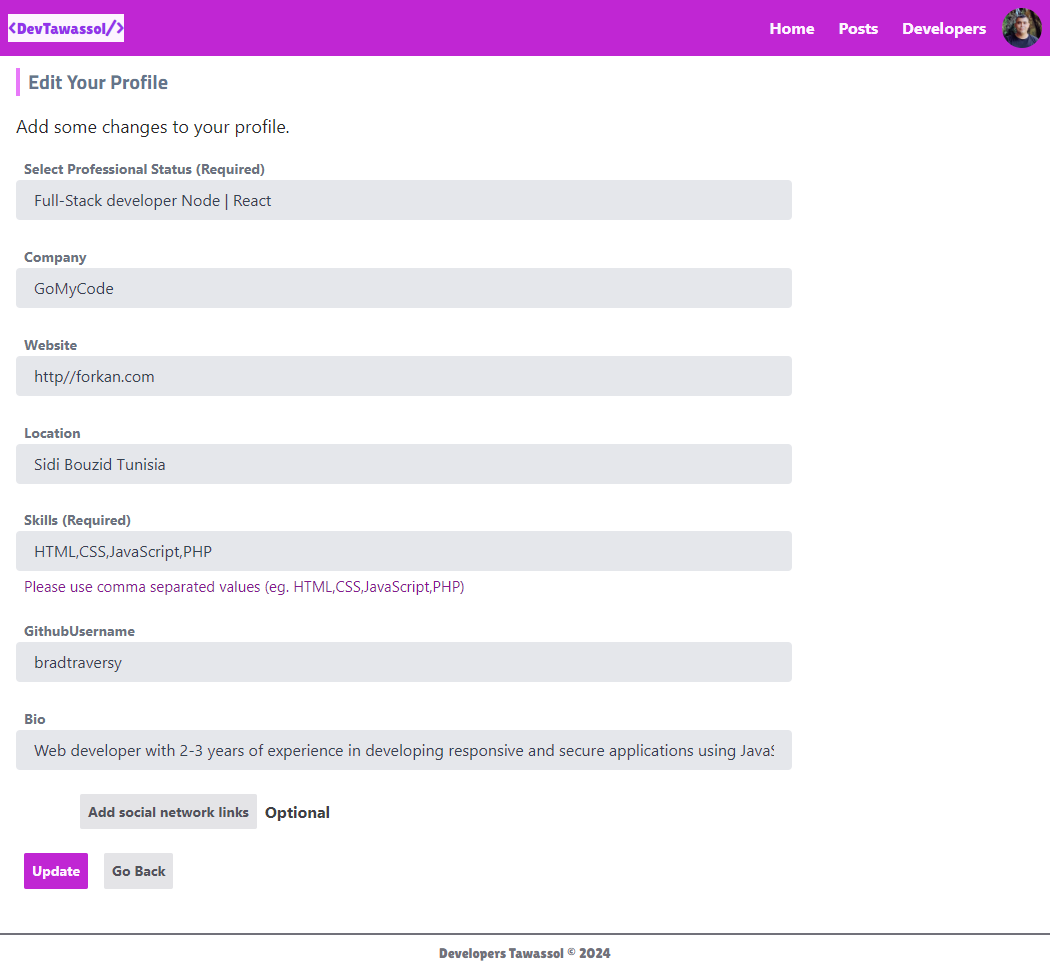 <DevTawassol/>
Home Posts Developers
Edit Your Profile
Add some changes to your profile.
Select Professional Status (Required)
Full-Stack developer Node | React
Company
GoMyCode
Website
http//forkan.com
Location
Sidi Bouzid Tunisia
Skills (Required)
HTML,CSS,JavaScript,PHP
Please use comma separated values (eg. HTML,CSS,JavaScript,PHP)
GithubUsername
bradtraversy
Bio
Web developer with 2-3 years of experience in developing responsive and secure applications using JavaS
Add social network links Optional
Update Go Back
Developers Tawassol © 2024